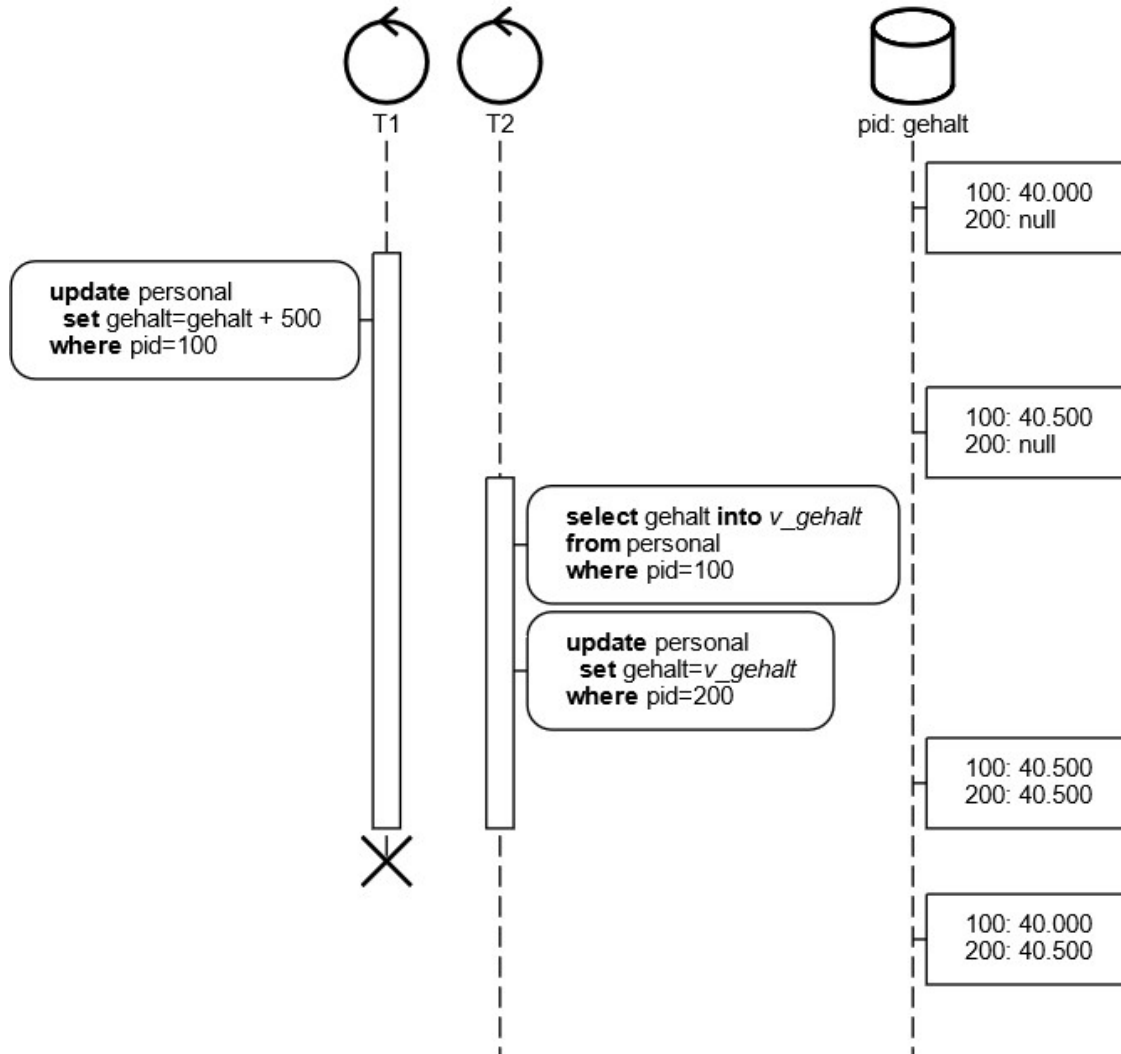 T1
T2
pid: gehalt
100: 40.000
200: null
update personal
set gehalt=gehalt + 500
where pid=100
100: 40.500
200: null
select gehalt into v_gehalt
from personal
where pid=100
update personal
set gehalt=v_gehalt
where pid=200
100: 40.500
200: 40.500
100: 40.000
200: 40.500